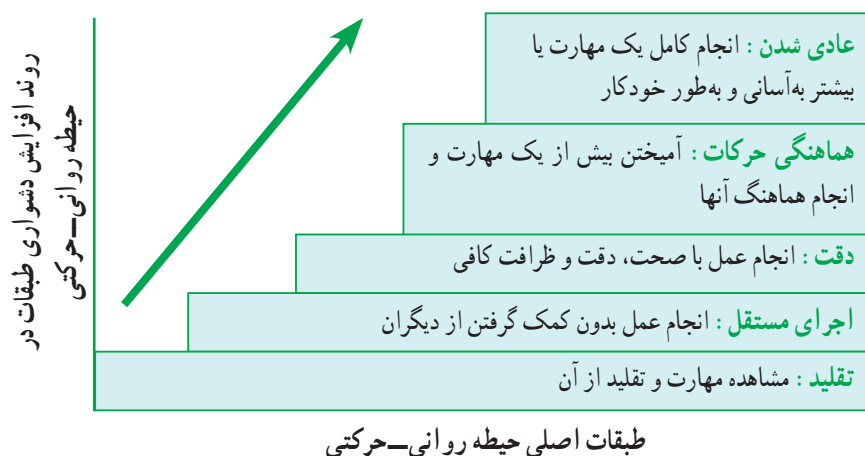 عادی شدن : انجام کامل یک مهارت یا
بیشتر به‌آسانی و به‌طور خودکار
هماهنگی حرکات : آمیختن بیش از یک مهارت و
انجام هماهنگ آنها
دقت : انجام عمل با صحت، دقت و ظرافت کافی
اجرای مستقل : انجام عمل بدون کمک گرفتن از دیگران
تقلید : مشاهده مهارت و تقلید از آن
روند افزایش دشواری طبقات در
حیطه روانی–حرکتی
طبقات اصلی حیطه روانی–حرکتی